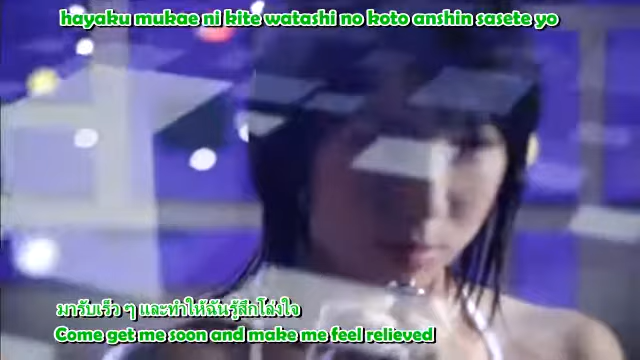 hayaku mukae ni kite watashi no koto anshin sasete yo
มารับเร็ว ๆ และทำให้ฉันรู้สึกโล่งใจ
Come get me soon and make me feel relieved